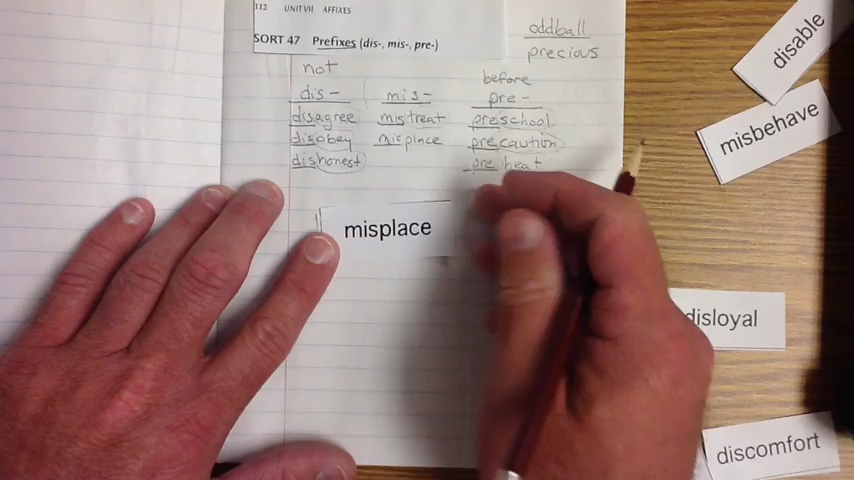 112 UNIT VII AFFIXES
SORT 47 Prefixes (dis-, mis-, pre-)
oddball
precious
not
before
dis- mis- pre-
disagree mistreat preschool
disobey misplace precaution
dishonest preheat
misplace
disable
misbehave
disloyal
discomfort